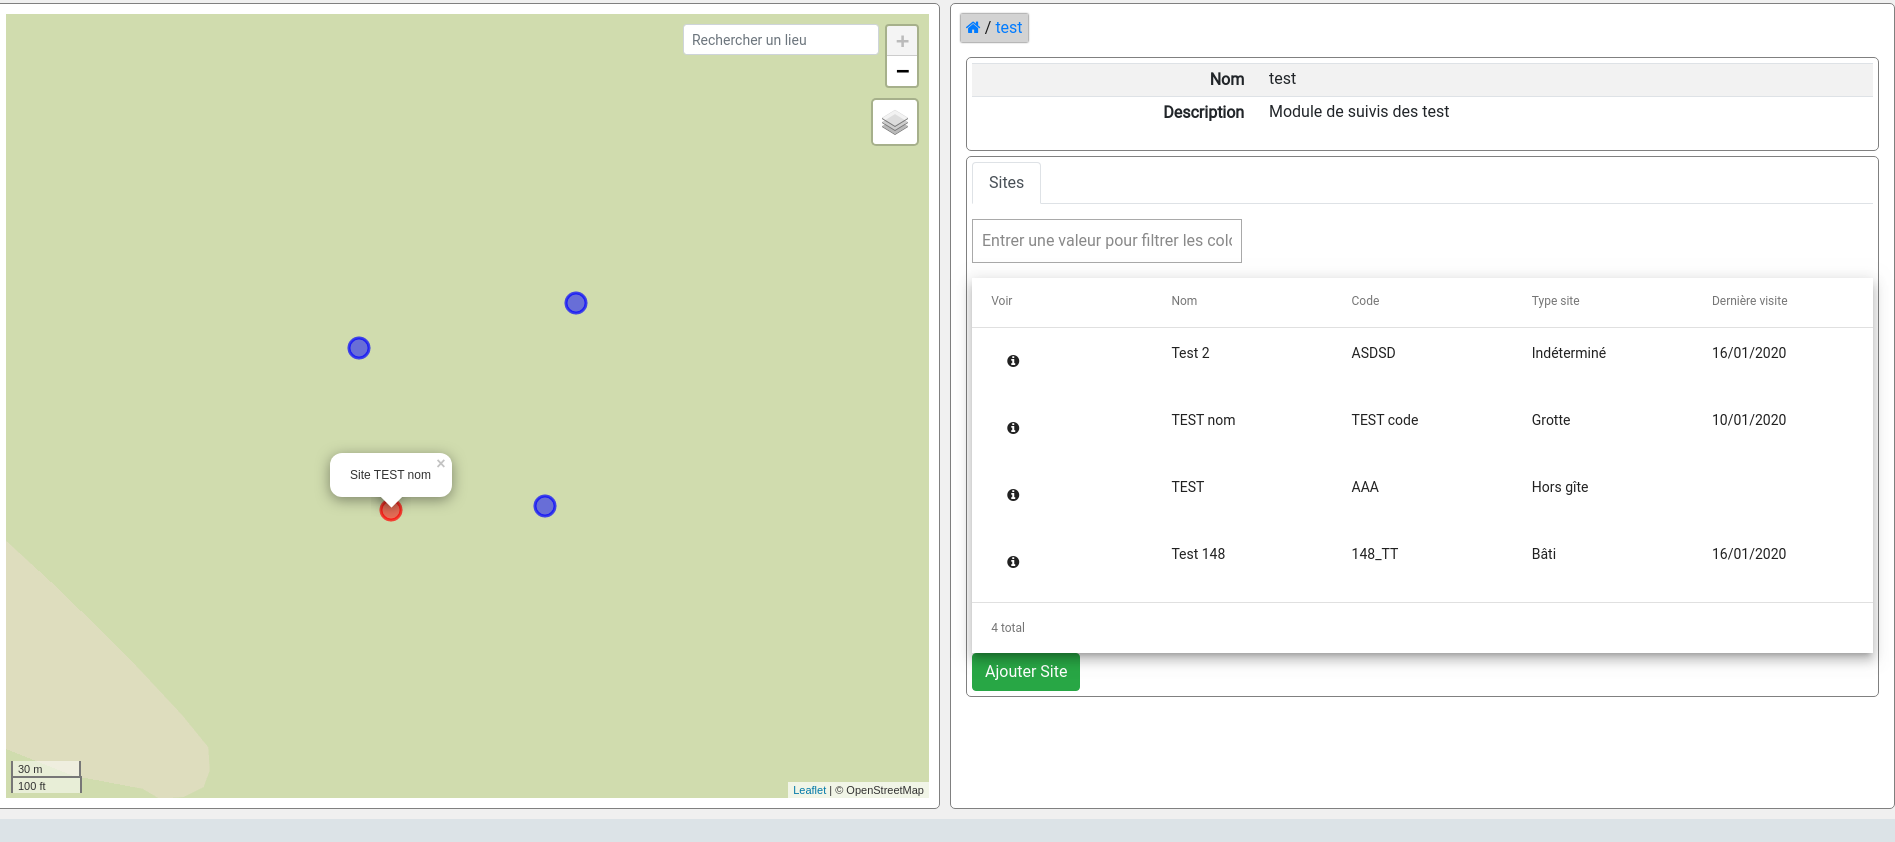 Rechercher un lieu
+
−
Site TEST nom ×
30 m
100 ft
Leaflet | © OpenStreetMap
/ test
Nom test
Description Module de suivis des test
Sites
Entrer une valeur pour filtrer les colo
Voir Nom Code Type site Dernière visite
Test 2 ASDSD Indéterminé 16/01/2020
TEST nom TEST code Grotte 10/01/2020
TEST AAA Hors gîte
Test 148 148_TT Bâti 16/01/2020
4 total
Ajouter Site